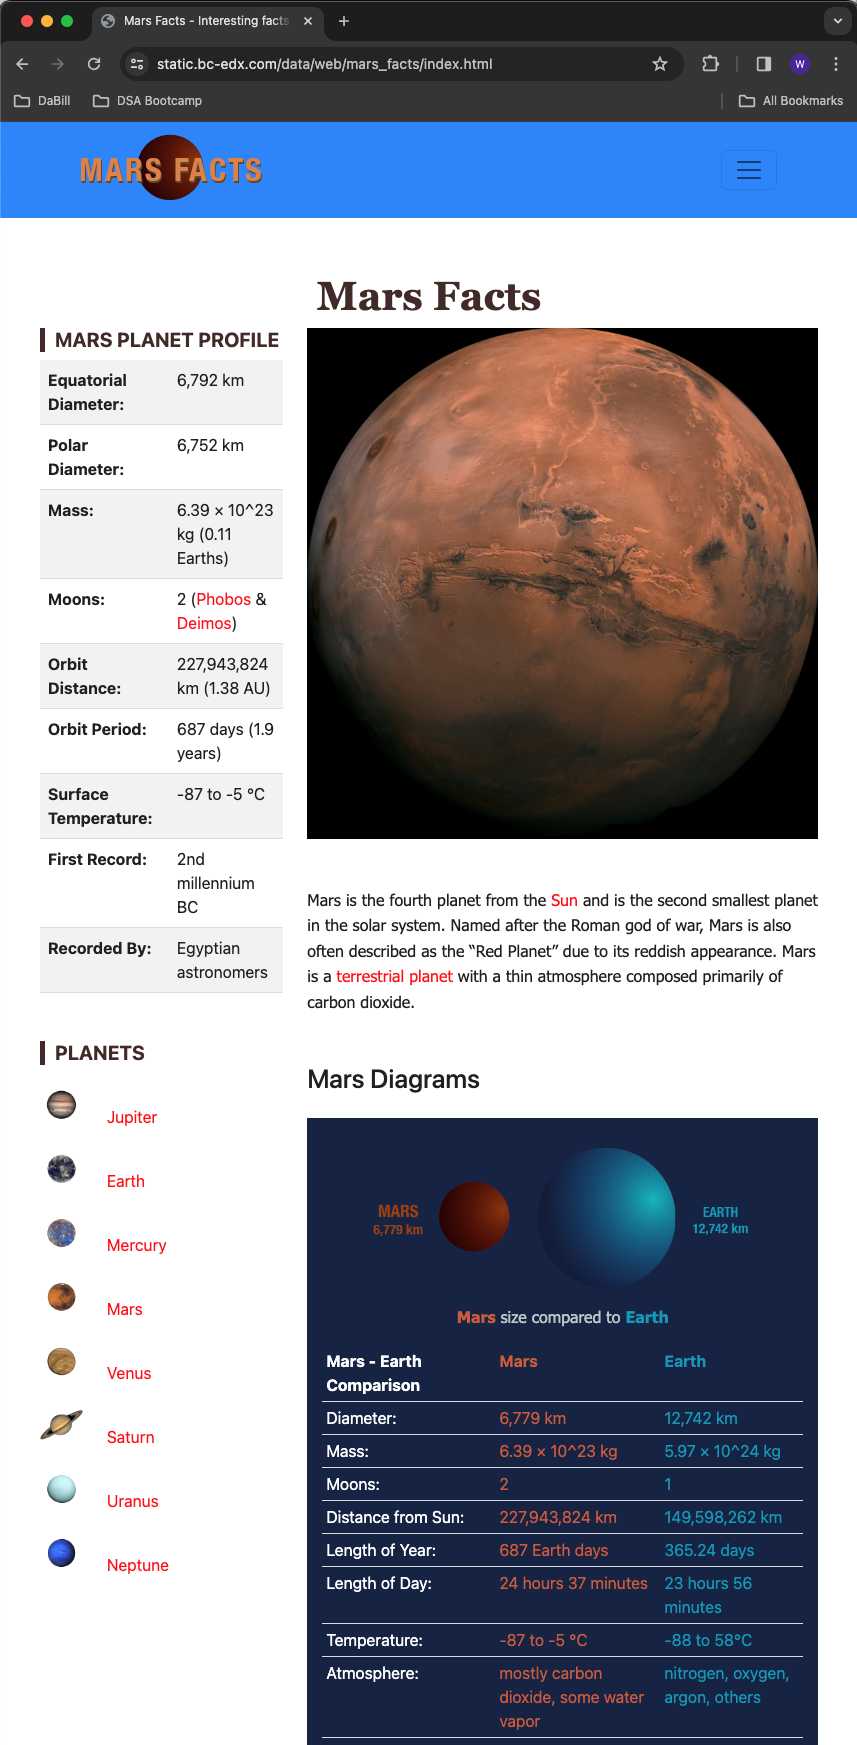 Mars Facts - Interesting facts
static.bc-edx.com/data/web/mars_facts/index.html
W
DaBill
DSA Bootcamp
All Bookmarks
MARS FACTS
Mars Facts
MARS PLANET PROFILE
Equatorial Diameter: 6,792 km
Polar Diameter: 6,752 km
Mass: 6.39 × 10^23 kg (0.11 Earths)
Moons: 2 (Phobos & Deimos)
Orbit Distance: 227,943,824 km (1.38 AU)
Orbit Period: 687 days (1.9 years)
Surface Temperature: -87 to -5 °C
First Record: 2nd millennium BC
Recorded By: Egyptian astronomers
PLANETS
Jupiter
Earth
Mercury
Mars
Venus
Saturn
Uranus
Neptune
Mars is the fourth planet from the Sun and is the second smallest planet
in the solar system. Named after the Roman god of war, Mars is also
often described as the “Red Planet” due to its reddish appearance. Mars
is a terrestrial planet with a thin atmosphere composed primarily of
carbon dioxide.
Mars Diagrams
MARS
6,779 km
EARTH
12,742 km
Mars size compared to Earth
Mars - Earth Comparison Mars Earth
Diameter: 6,779 km 12,742 km
Mass: 6.39 × 10^23 kg 5.97 × 10^24 kg
Moons: 2 1
Distance from Sun: 227,943,824 km 149,598,262 km
Length of Year: 687 Earth days 365.24 days
Length of Day: 24 hours 37 minutes 23 hours 56 minutes
Temperature: -87 to -5 °C -88 to 58°C
Atmosphere: mostly carbon dioxide, some water vapor nitrogen, oxygen, argon, others